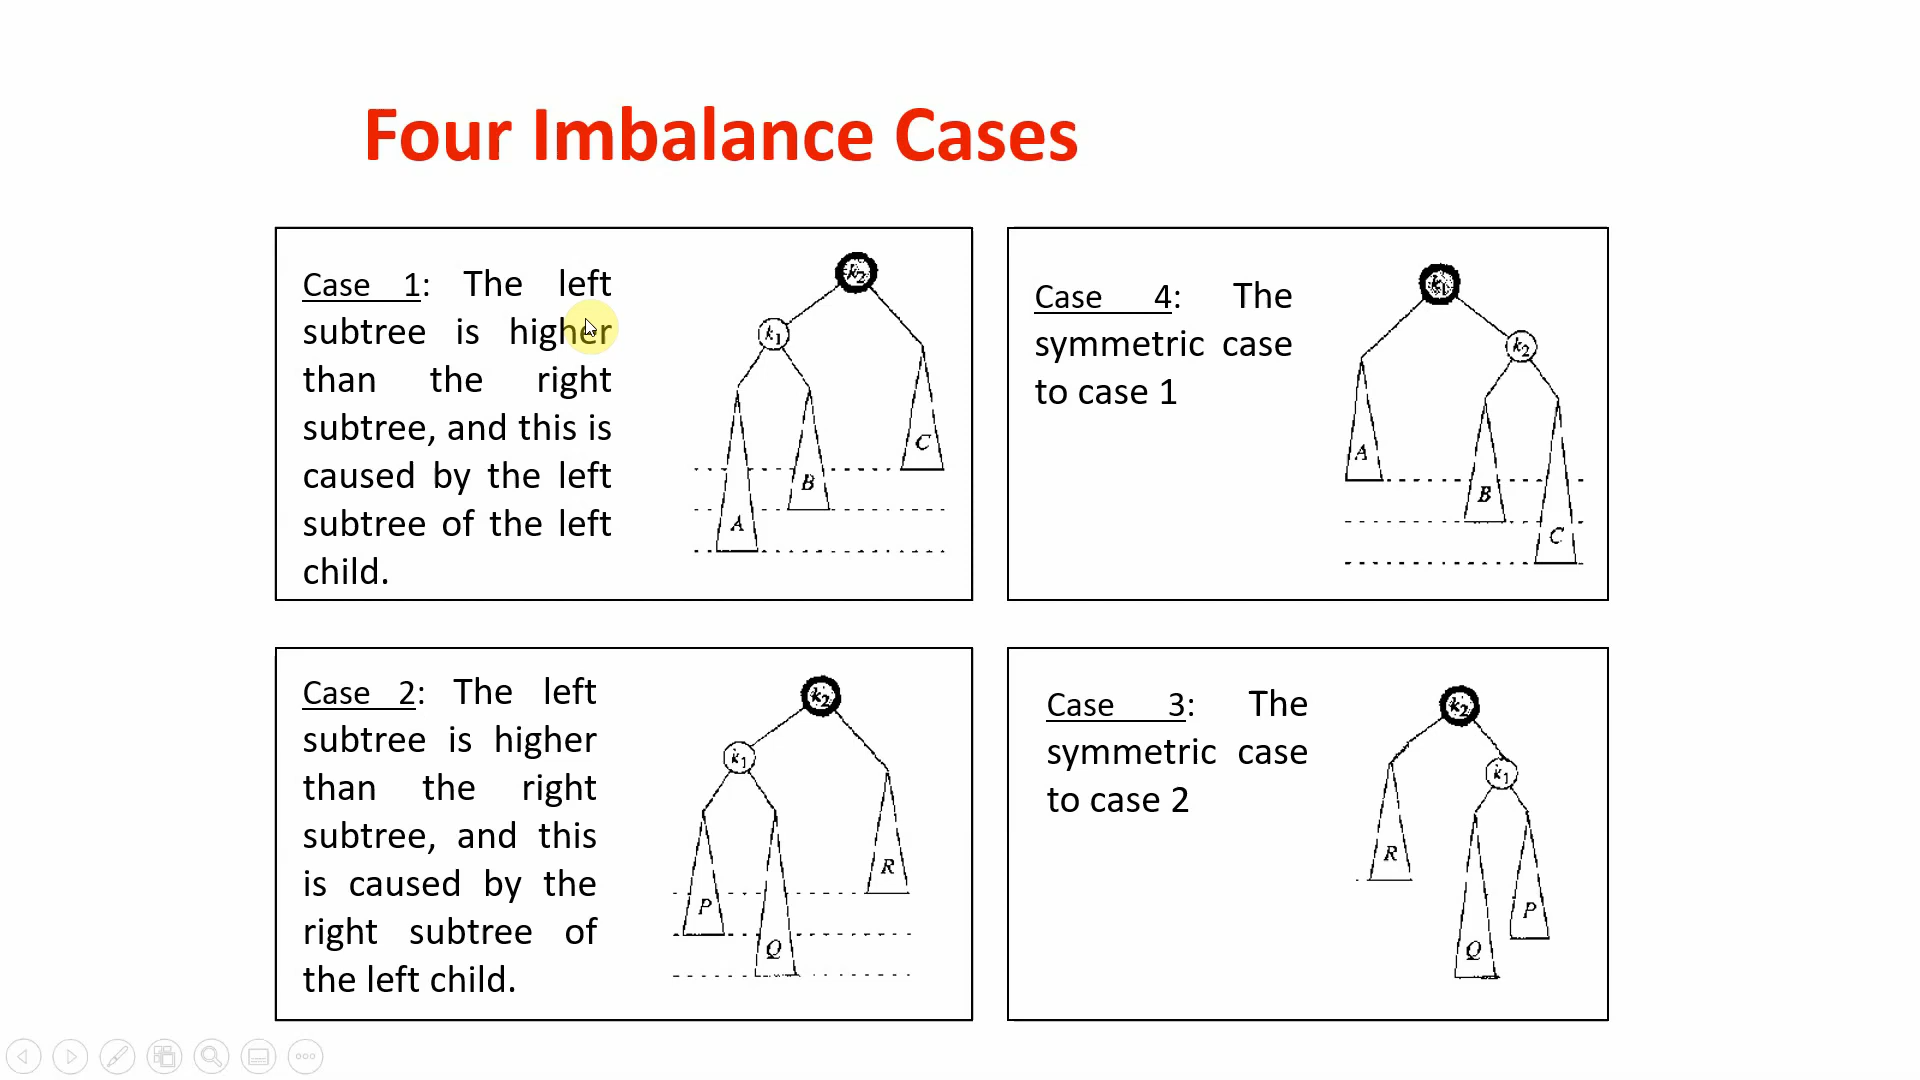 Four Imbalance Cases
Case 1: The left
subtree is higher
than the right
subtree, and this is
caused by the left
subtree of the left
child.
k2
k1
C
B
A
Case 4: The
symmetric case
to case 1
k1
k2
A
B
C
Case 2: The left
subtree is higher
than the right
subtree, and this
is caused by the
right subtree of
the left child.
k2
k1
R
P
Q
Case 3: The
symmetric case
to case 2
k2
k1
R
P
Q